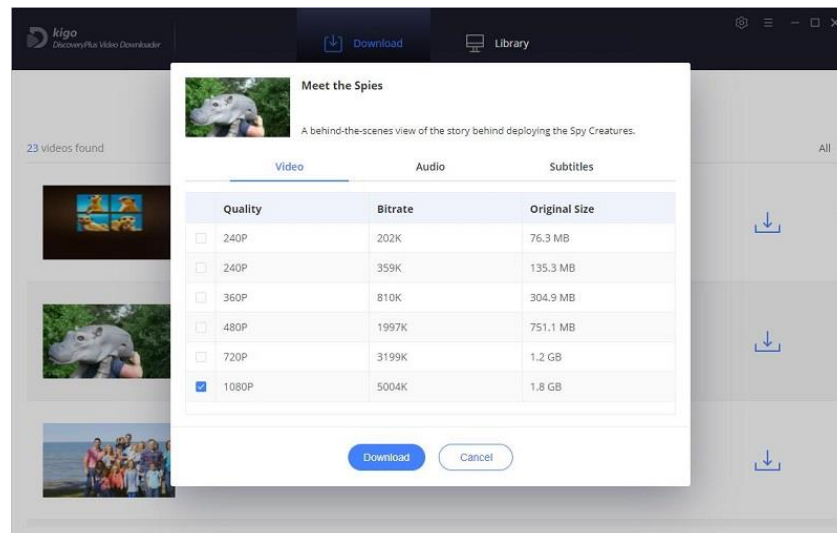 kigo
DiscoveryPlus Video Downloader
Download
Library
Meet the Spies
A behind-the-scenes view of the story behind deploying the Spy Creatures.
23 videos found
All
Video Audio Subtitles
Quality Bitrate Original Size
240P 202K 76.3 MB
240P 359K 135.3 MB
360P 810K 304.9 MB
480P 1997K 751.1 MB
720P 3199K 1.2 GB
1080P 5004K 1.8 GB
Download Cancel